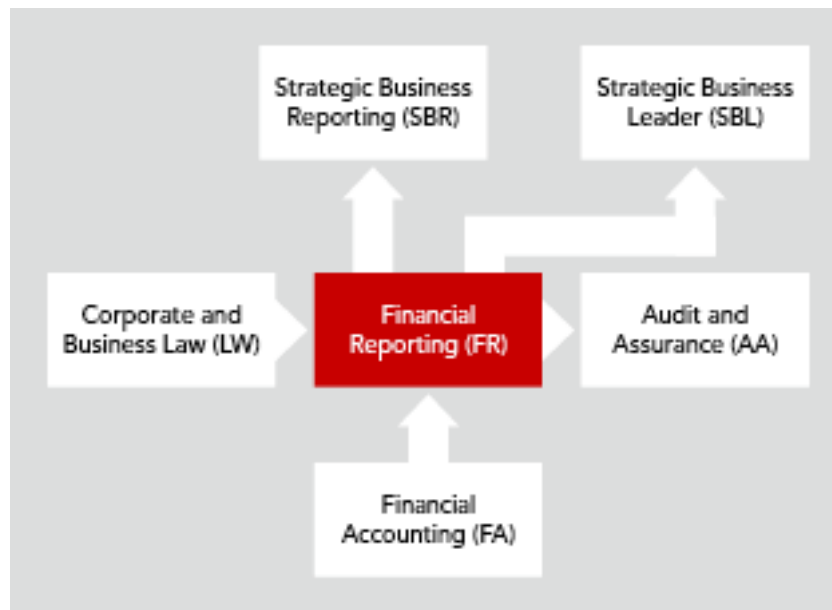 Strategic Business
Reporting (SBR)
Strategic Business
Leader (SBL)
Corporate and
Business Law (LW)
Financial
Reporting (FR)
Audit and
Assurance (AA)
Financial
Accounting (FA)